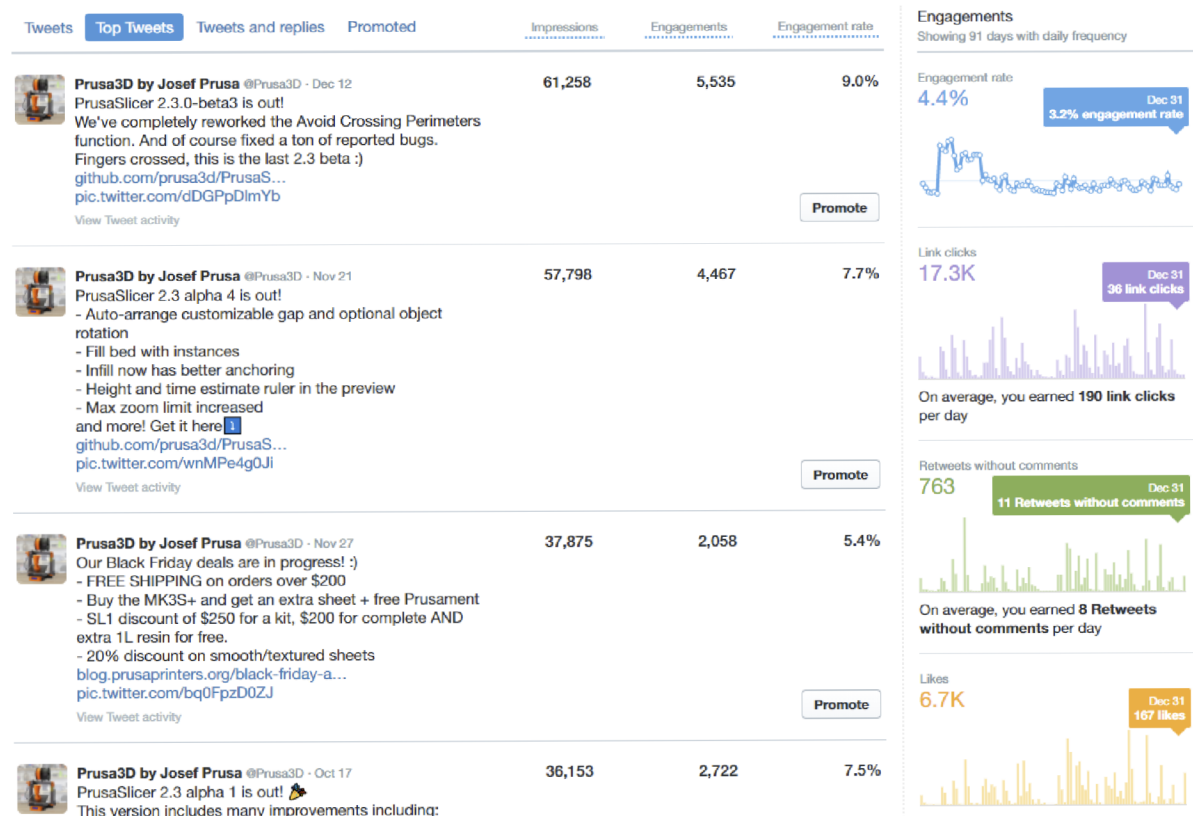 Tweets Top Tweets Tweets and replies Promoted Impressions Engagements Engagement rate
Prusa3D by Josef Prusa @Prusa3D · Dec 12 61,258 5,535 9.0%
PrusaSlicer 2.3.0-beta3 is out!
We've completely reworked the Avoid Crossing Perimeters
function. And of course fixed a ton of reported bugs.
Fingers crossed, this is the last 2.3 beta :)
github.com/prusa3d/PrusaS…
pic.twitter.com/dDGPpDlmYb
View Tweet activity
Promote
Prusa3D by Josef Prusa @Prusa3D · Nov 21 57,798 4,467 7.7%
PrusaSlicer 2.3 alpha 4 is out!
- Auto-arrange customizable gap and optional object
rotation
- Fill bed with instances
- Infill now has better anchoring
- Height and time estimate ruler in the preview
- Max zoom limit increased
and more! Get it here⤵
github.com/prusa3d/PrusaS…
pic.twitter.com/wnMPe4g0Ji
View Tweet activity
Promote
Prusa3D by Josef Prusa @Prusa3D · Nov 27 37,875 2,058 5.4%
Our Black Friday deals are in progress! :)
- FREE SHIPPING on orders over $200
- Buy the MK3S+ and get an extra sheet + free Prusament
- SL1 discount of $250 for a kit, $200 for complete AND
extra 1L resin for free.
- 20% discount on smooth/textured sheets
blog.prusaprinters.org/black-friday-a…
pic.twitter.com/bq0FpzD0ZJ
View Tweet activity
Promote
Prusa3D by Josef Prusa @Prusa3D · Oct 17 36,153 2,722 7.5%
PrusaSlicer 2.3 alpha 1 is out! 🎉
This version includes many improvements including:
Engagements
Showing 91 days with daily frequency
Engagement rate
4.4%
Dec 31
3.2% engagement rate
Link clicks
17.3K
Dec 31
36 link clicks
On average, you earned 190 link clicks
per day
Retweets without comments
763
Dec 31
11 Retweets without comments
On average, you earned 8 Retweets
without comments per day
Likes
6.7K
Dec 31
167 likes